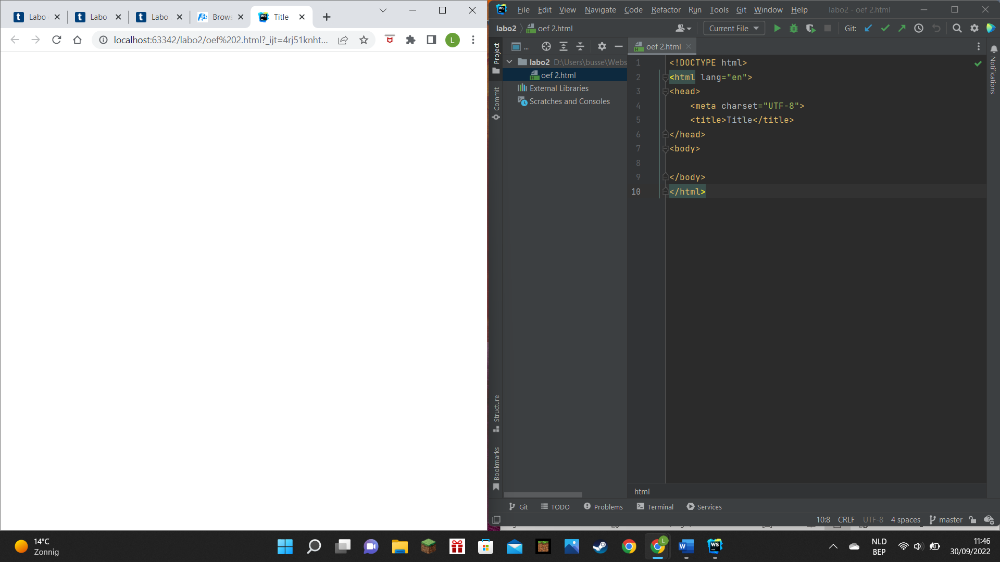 Labo
Labo
Labo
Brows
Title
localhost:63342/labo2/oef%202.html?_ijt=4rj51knht...
L
File Edit View Navigate Code Refactor Run Tools Git Window Help
labo2 - oef 2.html
labo2
oef 2.html
Current File
Git:
Project
...
oef 2.html
labo2 D:\Users\busse\Webs
oef 2.html
External Libraries
Scratches and Consoles
Commit
Structure
Bookmarks
Notifications
1 <!DOCTYPE html>
2 <html lang="en">
3 <head>
4 <meta charset="UTF-8">
5 <title>Title</title>
6 </head>
7 <body>
8
9 </body>
10 </html>
html
Git
TODO
Problems
Terminal
Services
10:8 CRLF UTF-8 4 spaces master
14°C
Zonnig
L
NLD
BEP
11:46
30/09/2022